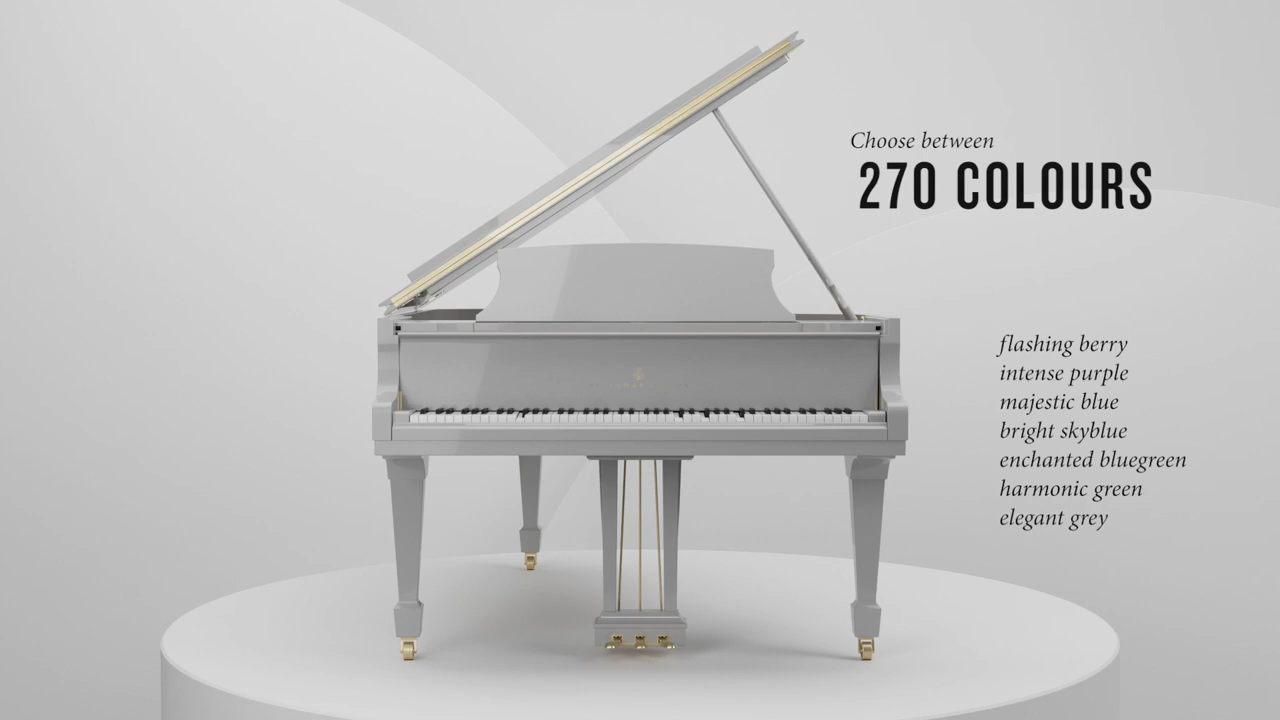 Choose between
270 COLOURS
flashing berry
intense purple
majestic blue
bright skyblue
enchanted bluegreen
harmonic green
elegant grey